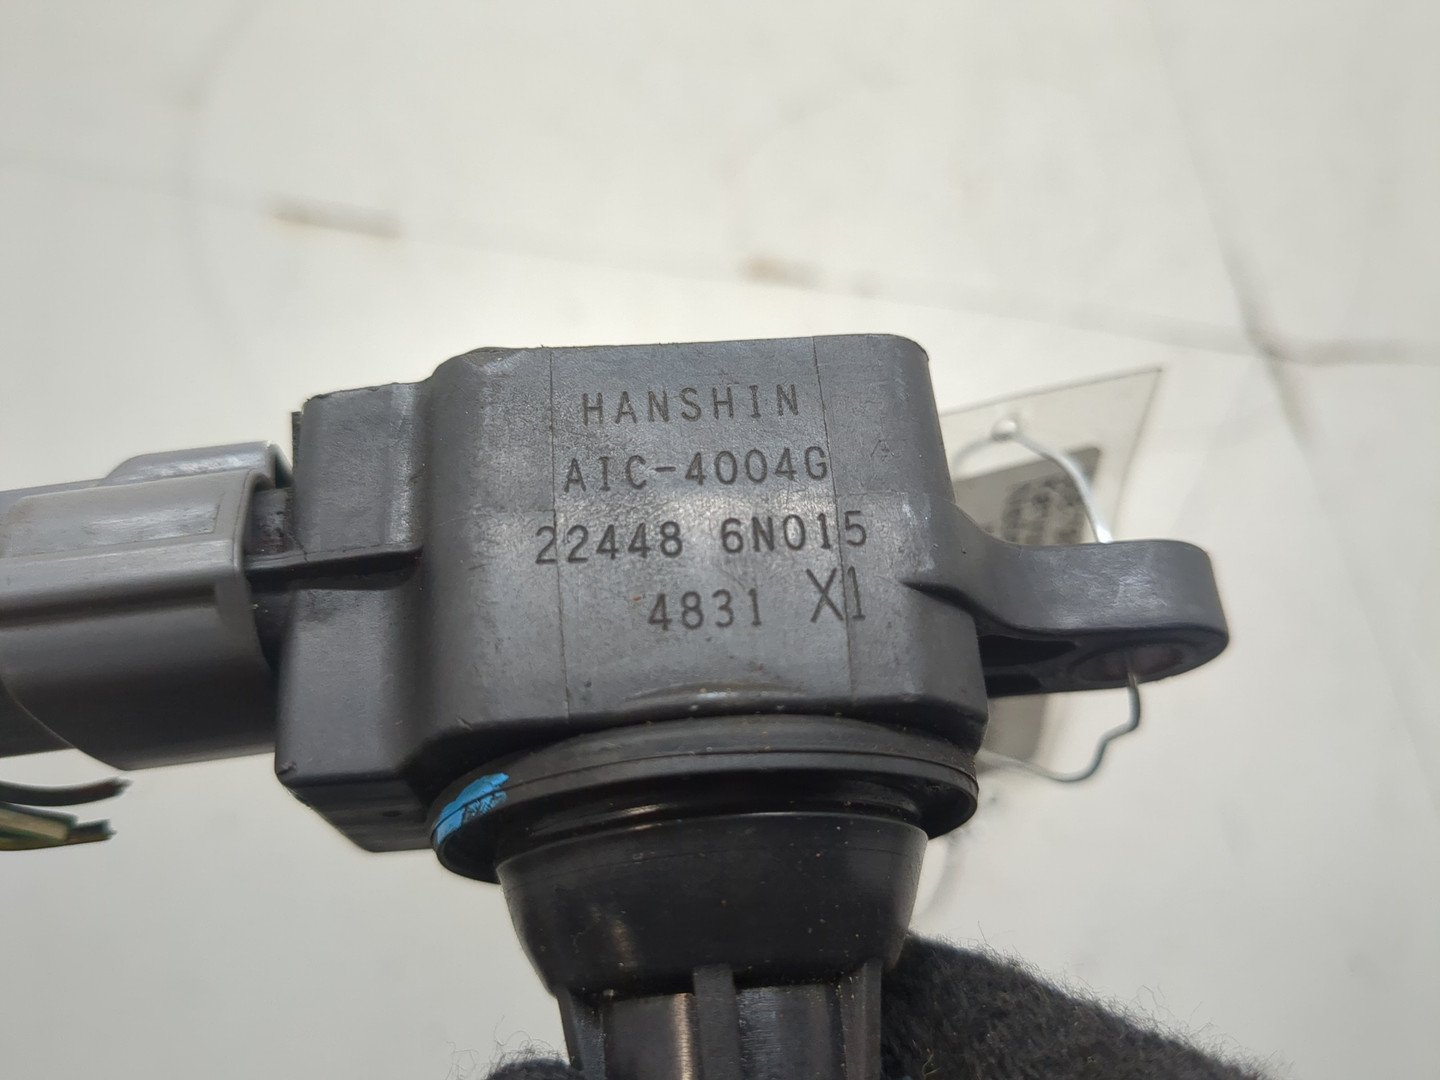 HANSHIN
AIC-4004G
22448 6N015
4831 X1